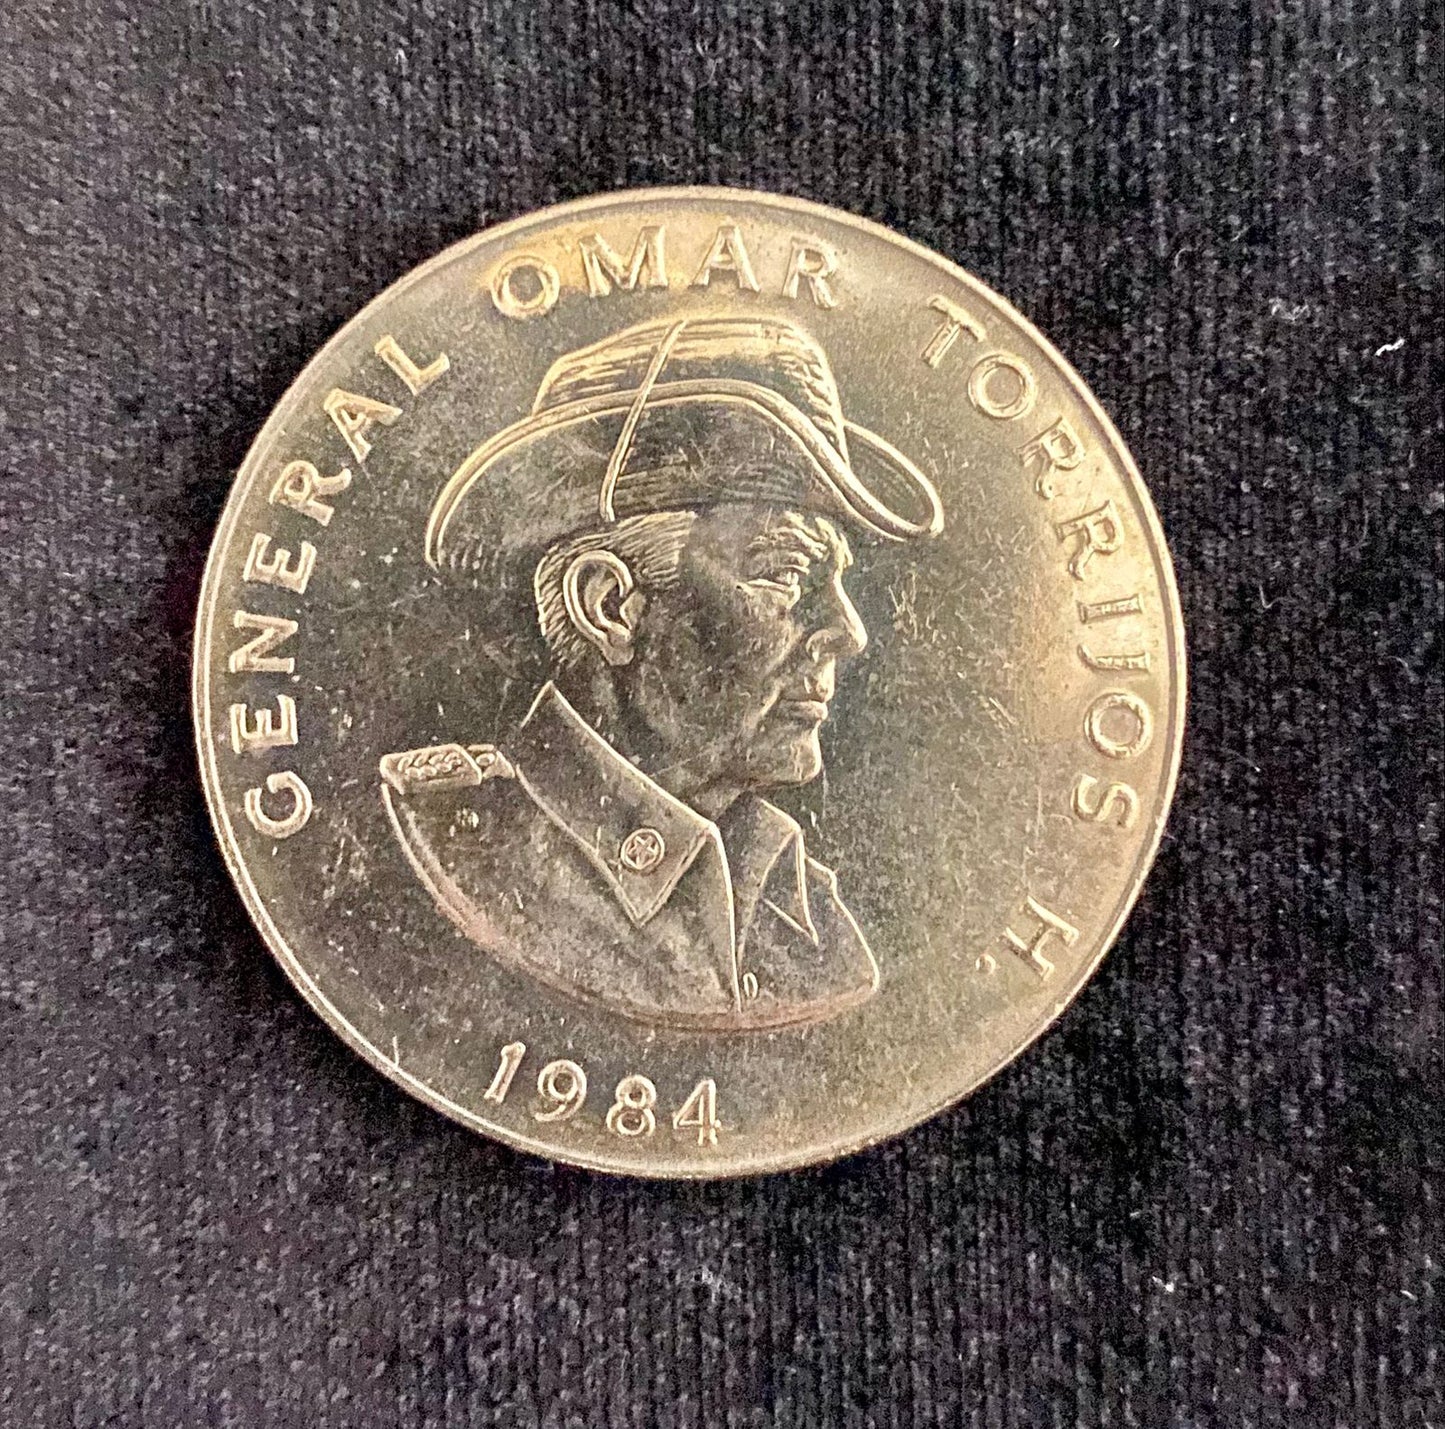 GENERAL OMAR TORRIJOS H.
1984